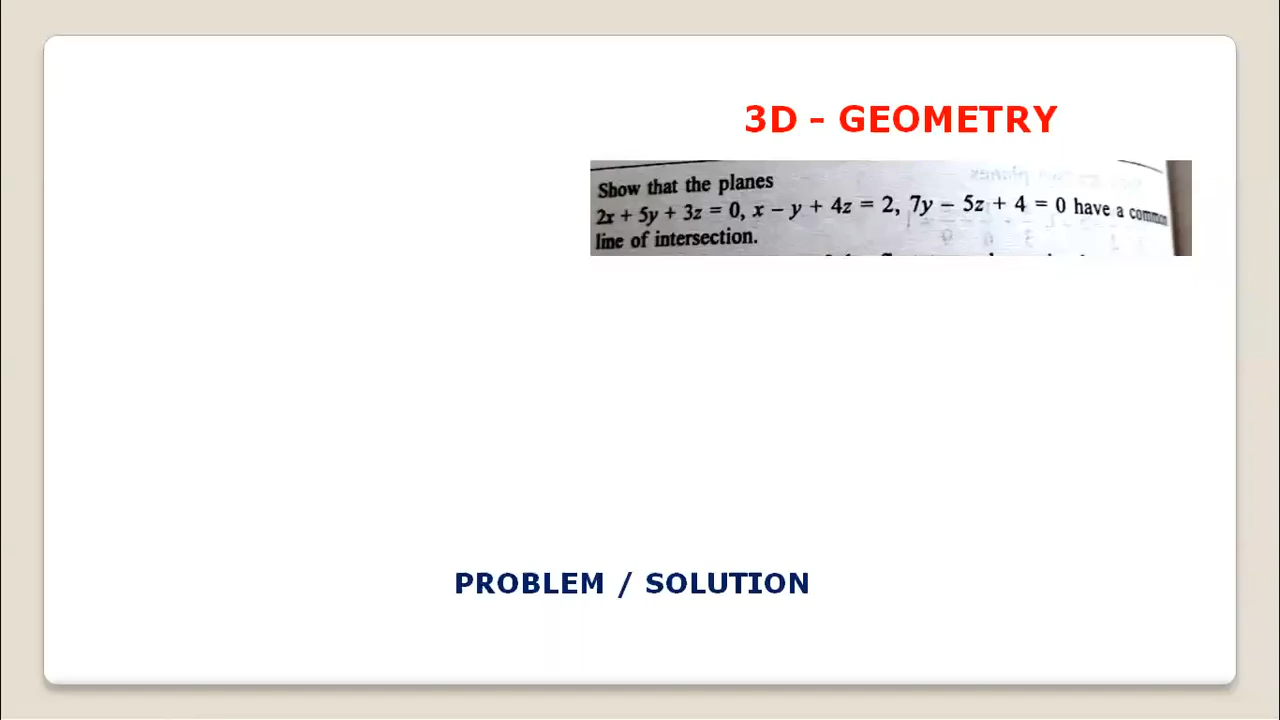 3D - GEOMETRY
Show that the planes
2x + 5y + 3z = 0, x − y + 4z = 2, 7y − 5z + 4 = 0 have a common
line of intersection.
PROBLEM / SOLUTION